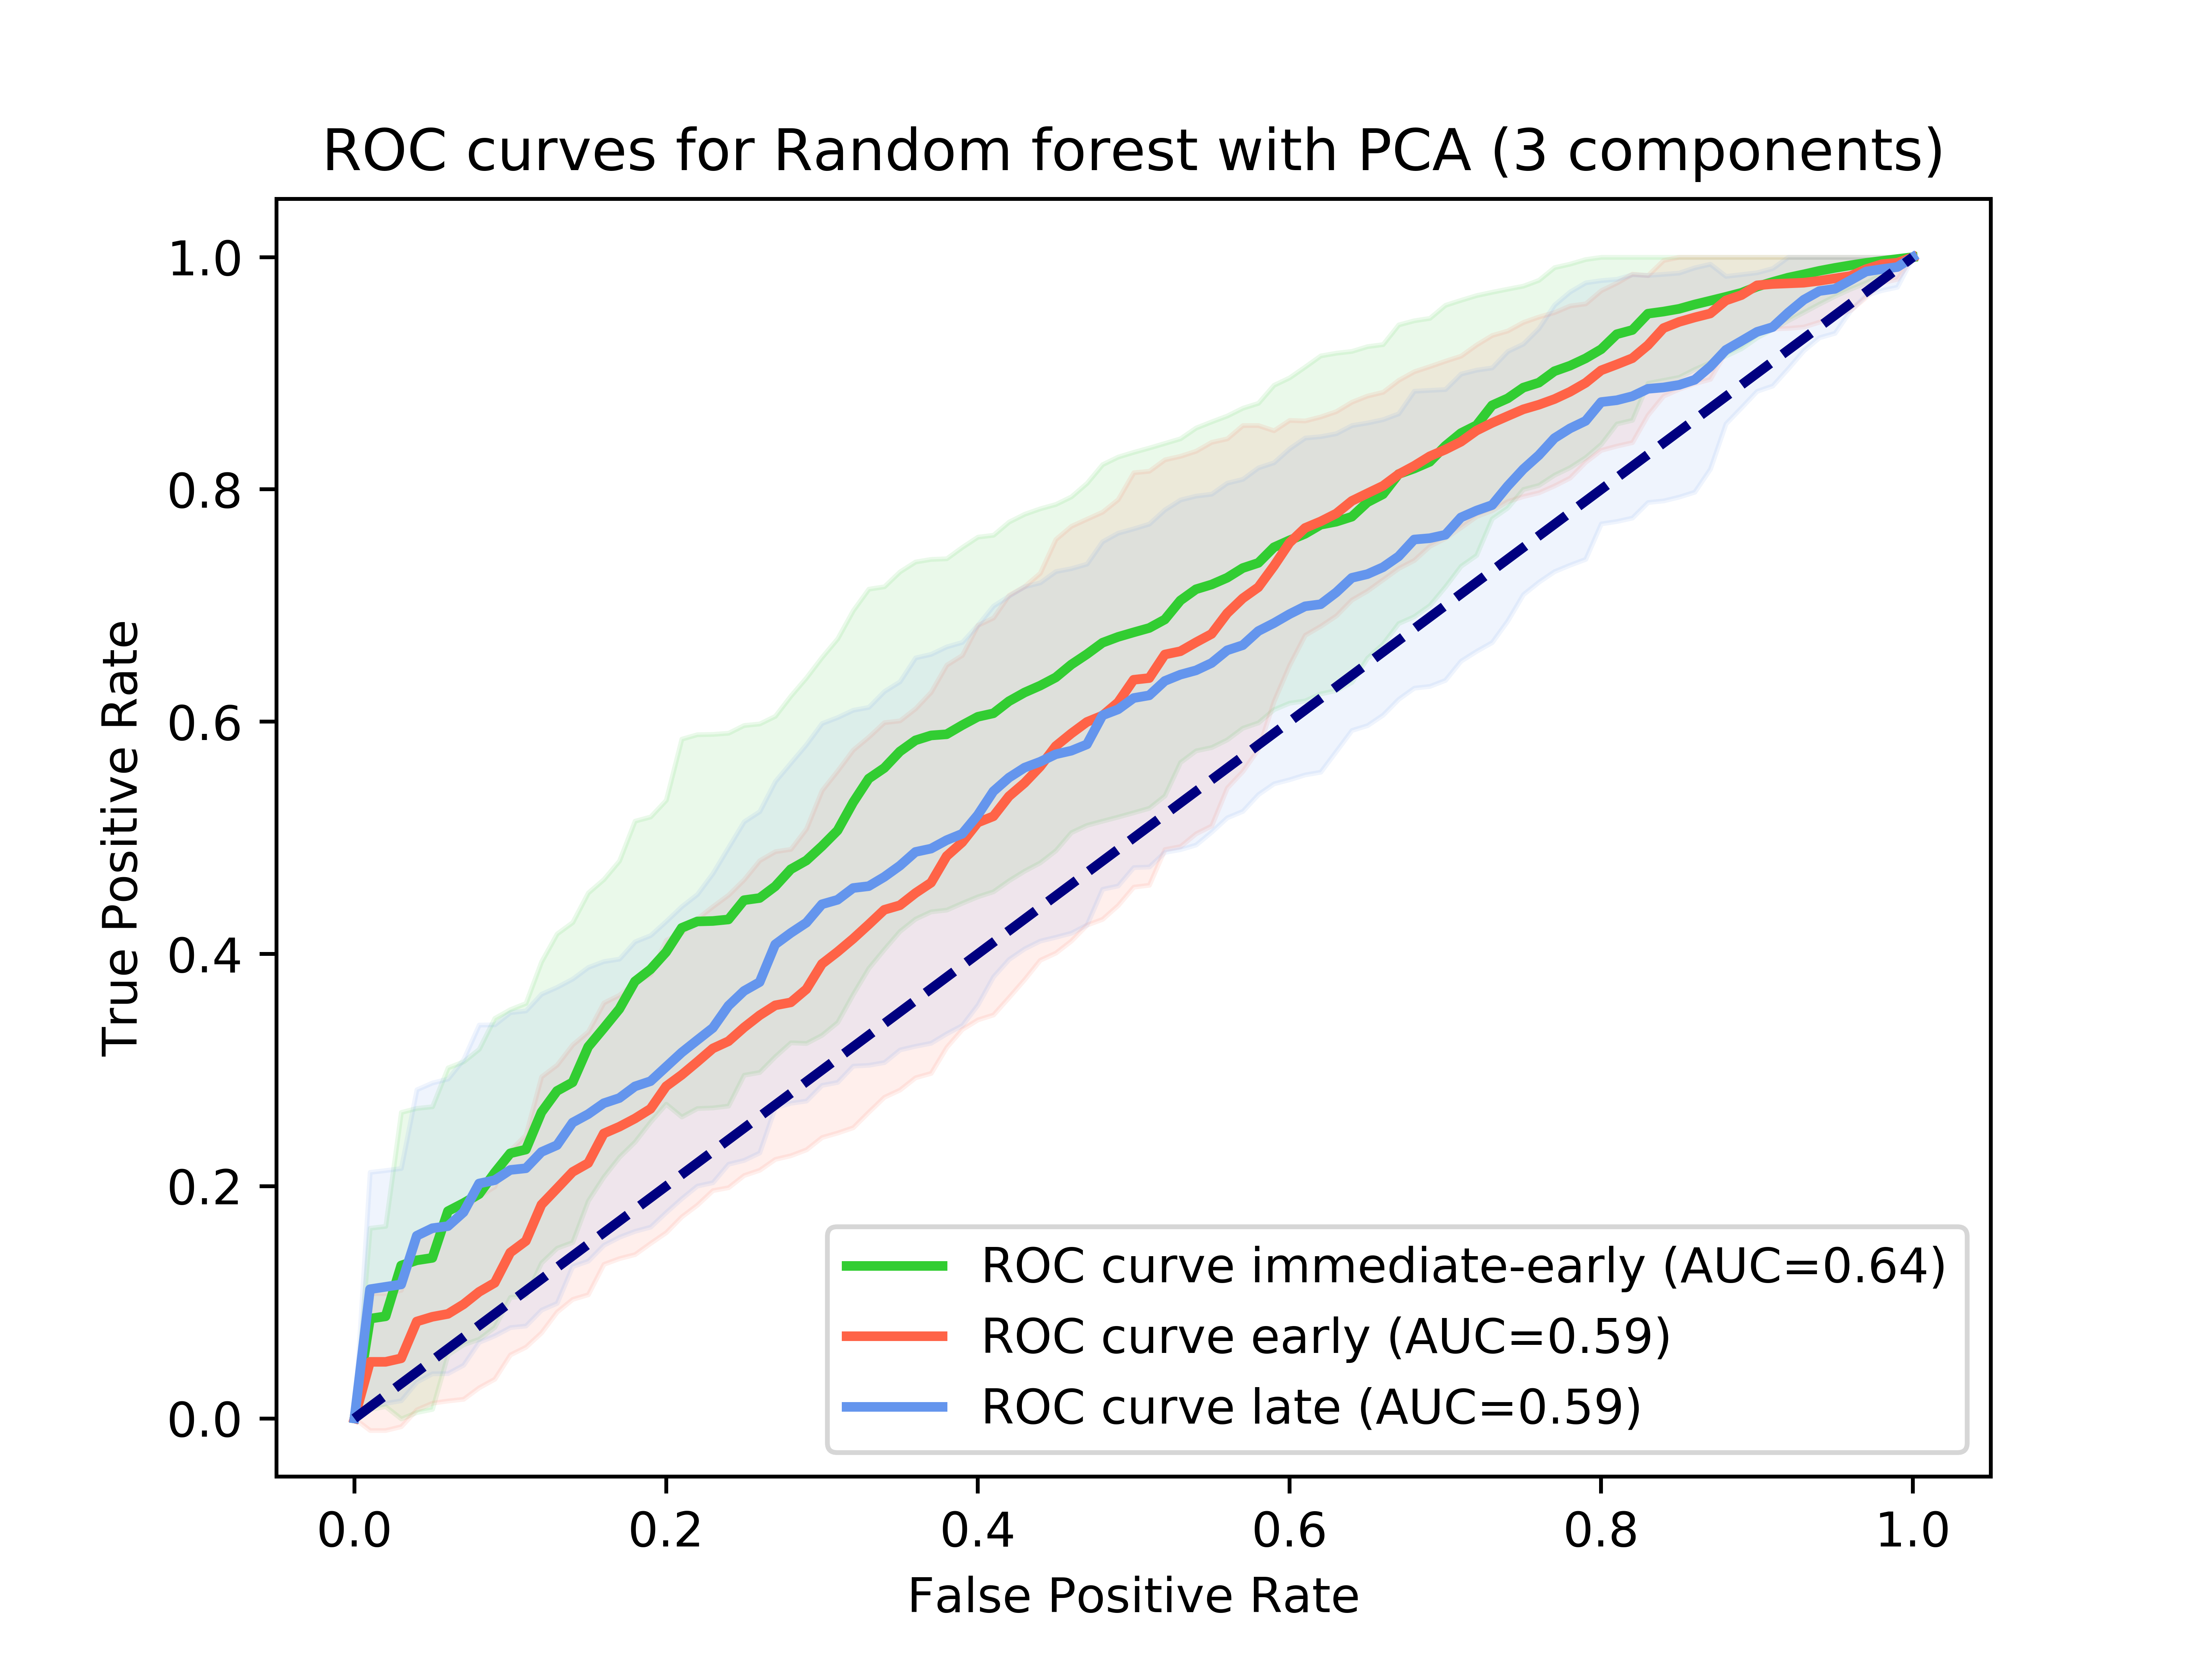 ROC curves for Random forest with PCA (3 components)
True Positive Rate
1.0
0.8
0.6
0.4
0.2
0.0
ROC curve immediate-early (AUC=0.64)
ROC curve early (AUC=0.59)
ROC curve late (AUC=0.59)
0.0 0.2 0.4 0.6 0.8 1.0
False Positive Rate